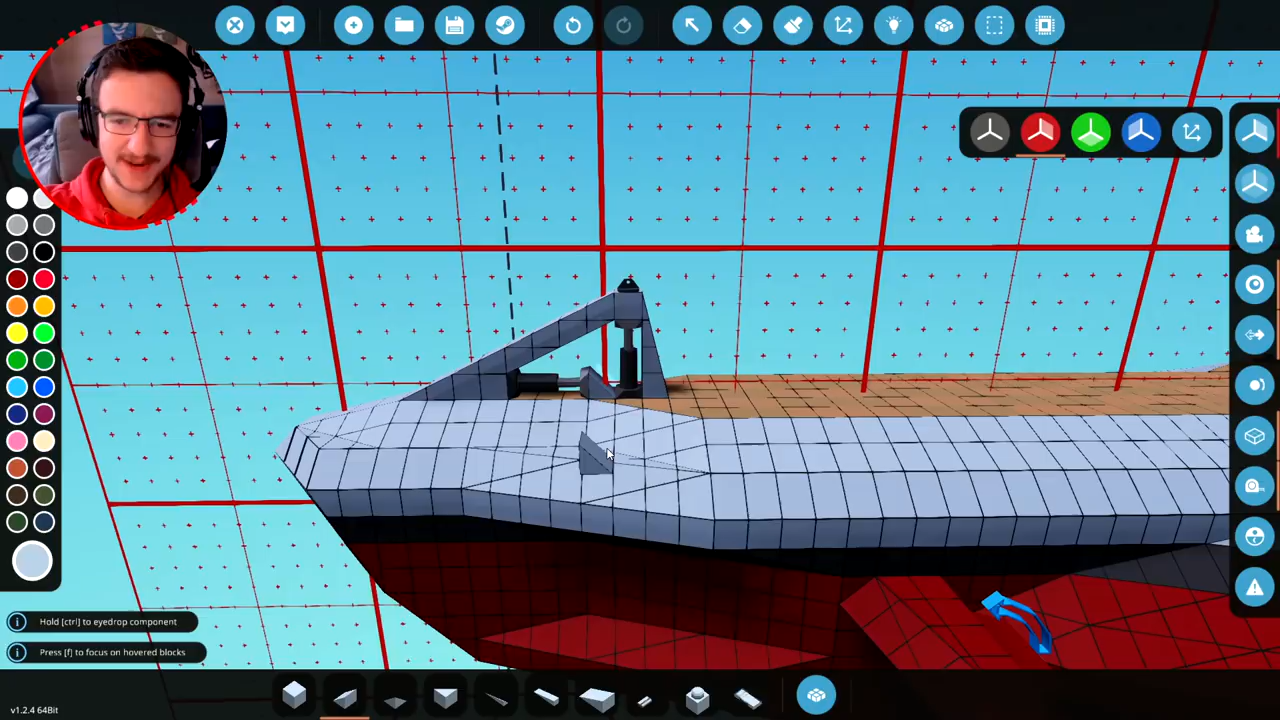 Hold [ctrl] to eyedrop component
Press [f] to focus on hovered blocks
v1.2.4 64Bit